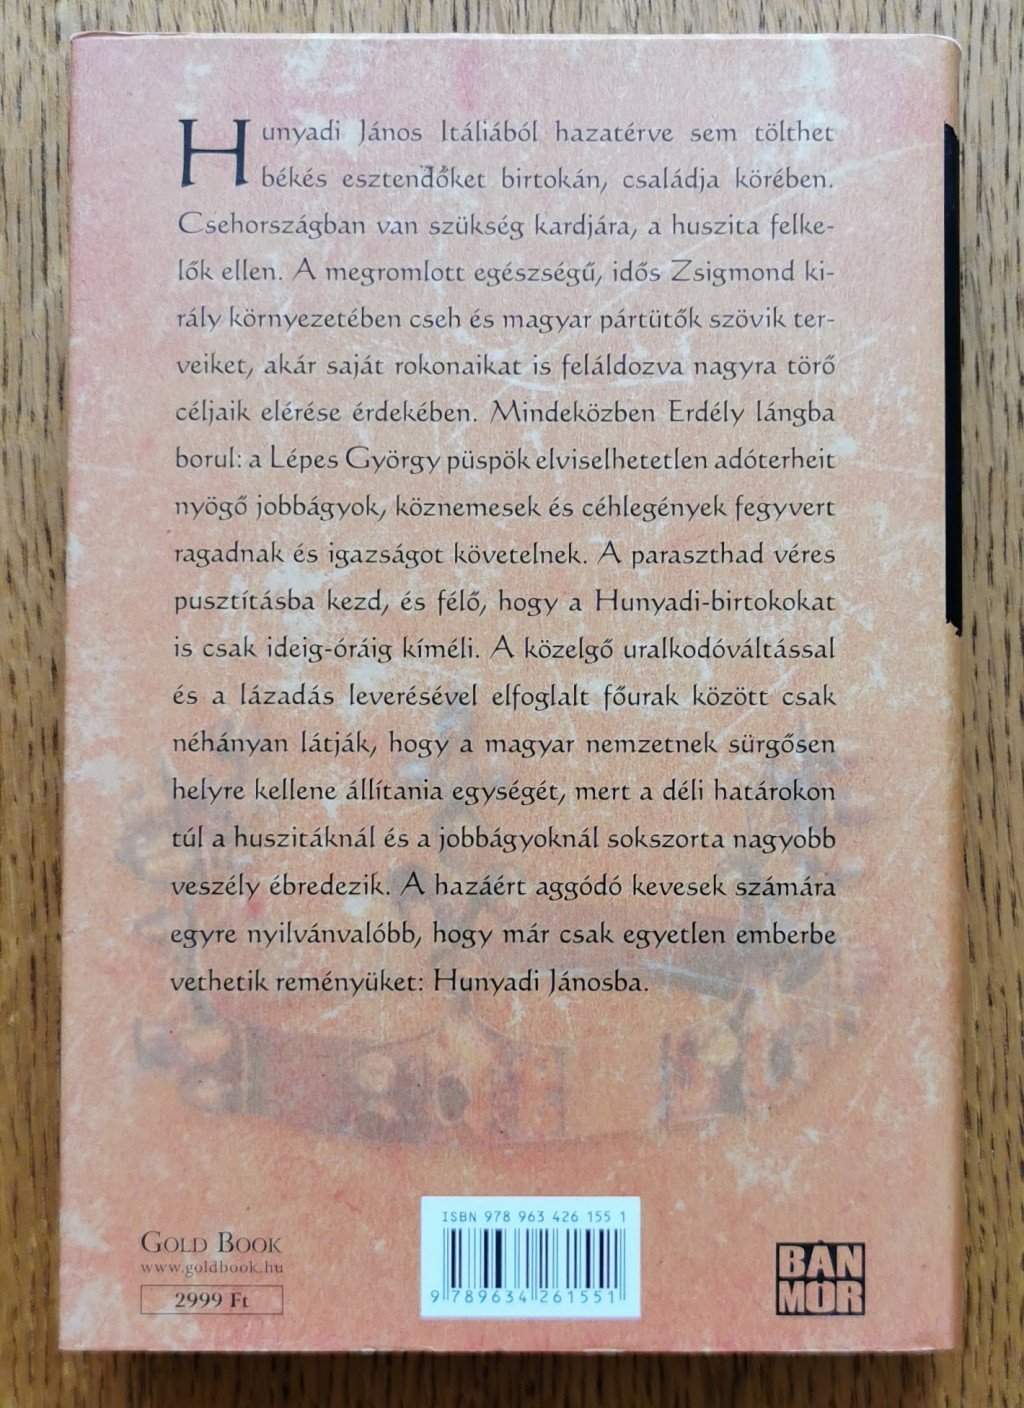 Hunyadi János Itáliából hazatérve sem tölthet
békés esztendőket birtokán, családja körében.
Csehországban van szükség kardjára, a huszita felke-
lők ellen. A megromlott egészségű, idős Zsigmond ki-
rály környezetében cseh és magyar pártütők szövik ter-
veiket, akár saját rokonaikat is feláldozva nagyra törő
céljaik elérése érdekében. Mindeközben Erdély lángba
borul: a Lépes György püspök elviselhetetlen adóterheit
nyögő jobbágyok, köznemesek és céhlegények fegyvert
ragadnak és igazságot követelnek. A paraszthad véres
pusztításba kezd, és félő, hogy a Hunyadi-birtokokat
is csak ideig-óráig kíméli. A közelgő uralkodóváltással
és a lázadás leverésével elfoglalt főurak között csak
néhányan látják, hogy a magyar nemzetnek sürgősen
helyre kellene állítania egységét, mert a déli határokon
túl a huszitáknál és a jobbágyoknál sokszorta nagyobb
veszély ébredezik. A hazáért aggódó kevesek számára
egyre nyilvánvalóbb, hogy már csak egyetlen emberbe
vethetik reményüket: Hunyadi Jánosba.
GOLD BOOK
www.goldbook.hu
2999 Ft
ISBN 978 963 426 155 1
9 789634 261551
BÁN
MÓR